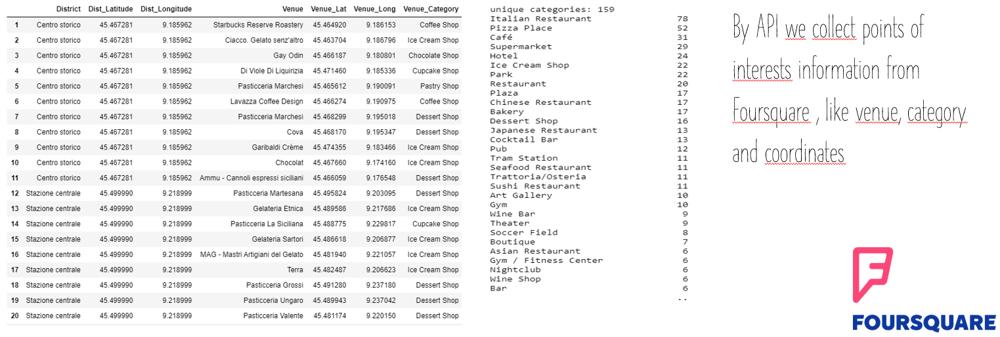 District Dist_Latitude Dist_Longitude Venue Venue_Lat Venue_Long Venue_Category
1 Centro storico 45.467281 9.185962 Starbucks Reserve Roastery 45.464920 9.186153 Coffee Shop
2 Centro storico 45.467281 9.185962 Ciacco. Gelato senz'altro 45.463704 9.186796 Ice Cream Shop
3 Centro storico 45.467281 9.185962 Gay Odin 45.466187 9.180801 Chocolate Shop
4 Centro storico 45.467281 9.185962 Di Viole Di Liquirizia 45.471460 9.185336 Cupcake Shop
5 Centro storico 45.467281 9.185962 Pasticceria Marchesi 45.465612 9.190091 Pastry Shop
6 Centro storico 45.467281 9.185962 Lavazza Coffee Design 45.466274 9.190975 Coffee Shop
7 Centro storico 45.467281 9.185962 Pasticceria Marchesi 45.468299 9.195018 Dessert Shop
8 Centro storico 45.467281 9.185962 Cova 45.468170 9.195347 Dessert Shop
9 Centro storico 45.467281 9.185962 Garibaldi Crème 45.474355 9.183466 Ice Cream Shop
10 Centro storico 45.467281 9.185962 Chocolat 45.467660 9.174160 Ice Cream Shop
11 Centro storico 45.467281 9.185962 Ammu - Cannoli espressi siciliani 45.466059 9.176548 Dessert Shop
12 Stazione centrale 45.499990 9.218999 Pasticceria Martesana 45.495824 9.203095 Dessert Shop
13 Stazione centrale 45.499990 9.218999 Gelateria Etnica 45.489586 9.217686 Ice Cream Shop
14 Stazione centrale 45.499990 9.218999 Pasticceria La Siciliana 45.488775 9.229817 Cupcake Shop
15 Stazione centrale 45.499990 9.218999 Gelateria Sartori 45.486618 9.206877 Ice Cream Shop
16 Stazione centrale 45.499990 9.218999 MAG - Mastri Artigiani del Gelato 45.481940 9.221057 Ice Cream Shop
17 Stazione centrale 45.499990 9.218999 Terra 45.482487 9.206623 Ice Cream Shop
18 Stazione centrale 45.499990 9.218999 Pasticceria Grossi 45.491280 9.237180 Dessert Shop
19 Stazione centrale 45.499990 9.218999 Pasticceria Ungaro 45.489943 9.237042 Dessert Shop
20 Stazione centrale 45.499990 9.218999 Pasticceria Valente 45.481174 9.220150 Dessert Shop
unique categories: 159
Italian Restaurant 78
Pizza Place 52
Café 31
Supermarket 29
Hotel 24
Ice Cream Shop 22
Park 22
Restaurant 20
Plaza 17
Chinese Restaurant 17
Bakery 17
Dessert Shop 16
Japanese Restaurant 13
Cocktail Bar 13
Pub 12
Tram Station 11
Seafood Restaurant 11
Trattoria/Osteria 11
Sushi Restaurant 11
Art Gallery 10
Gym 10
Wine Bar 9
Theater 9
Soccer Field 8
Boutique 7
Asian Restaurant 6
Gym / Fitness Center 6
Nightclub 6
Wine Shop 6
Bar 6
..
By API we collect points of
interests information from
Foursquare , like venue, category
and coordinates
FOURSQUARE